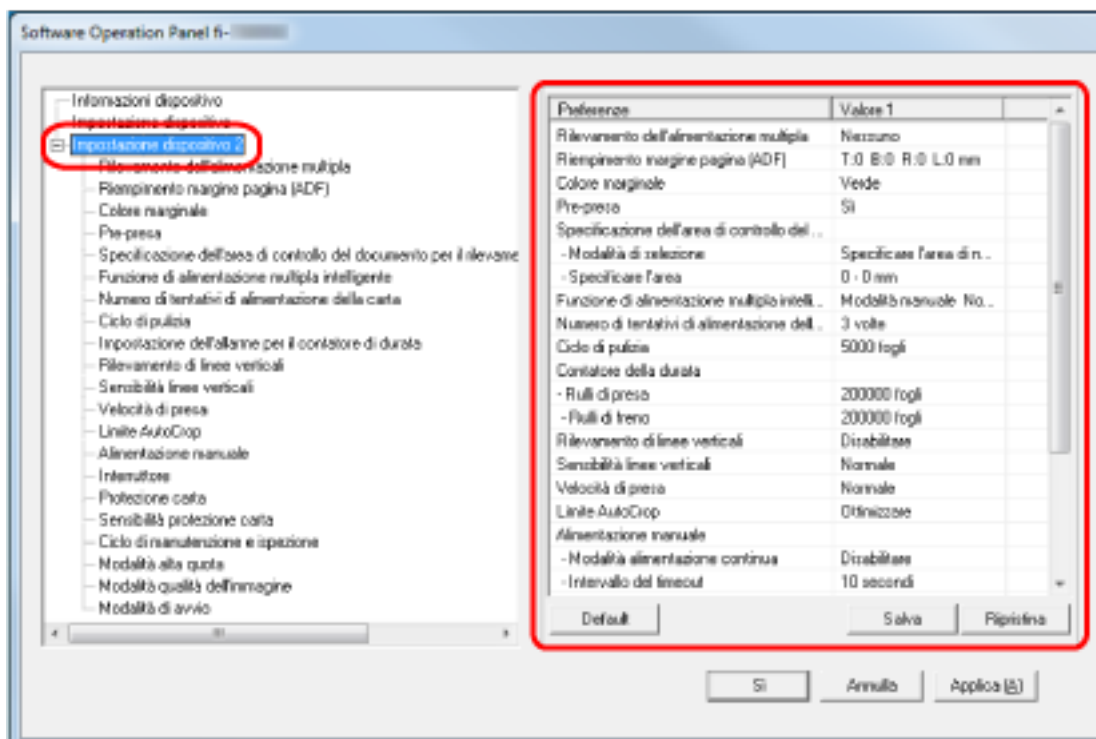 Software Operation Panel fi-
Informazioni dispositivo
Impostazione dispositivo
Impostazione dispositivo 2
Rilevamento dell'alimentazione multipla
Riempimento margine pagina (ADF)
Colore marginale
Pre-presa
Specificazione dell'area di controllo del documento per il rilevame
Funzione di alimentazione multipla intelligente
Numero di tentativi di alimentazione della carta
Ciclo di pulizia
Impostazione dell'allarme per il contatore di durata
Rilevamento di linee verticali
Sensibilità linee verticali
Velocità di presa
Limite AutoCrop
Alimentazione manuale
Interruttore
Protezione carta
Sensibilità protezione carta
Ciclo di manutenzione e ispezione
Modalità alta quota
Modalità qualità dell'immagine
Modalità di avvio
Preferenze Valore 1
Rilevamento dell'alimentazione multipla Nessuno
Riempimento margine pagina (ADF) T:0 B:0 R:0 L:0 mm
Colore marginale Verde
Pre-presa Sì
Specificazione dell'area di controllo del ...
- Modalità di selezione Specificare l'area di n...
- Specificare l'area 0 - 0 mm
Funzione di alimentazione multipla intelli... Modalità manuale No...
Numero di tentativi di alimentazione dell... 3 volte
Ciclo di pulizia 5000 fogli
Contatore della durata
- Rulli di presa 200000 fogli
- Rulli di freno 200000 fogli
Rilevamento di linee verticali Disabilitare
Sensibilità linee verticali Normale
Velocità di presa Normale
Limite AutoCrop Ottimizzare
Alimentazione manuale
- Modalità alimentazione continua Disabilitare
- Intervallo del timeout 10 secondi
Default Salva Ripristina
Sì Annulla Applica (A)